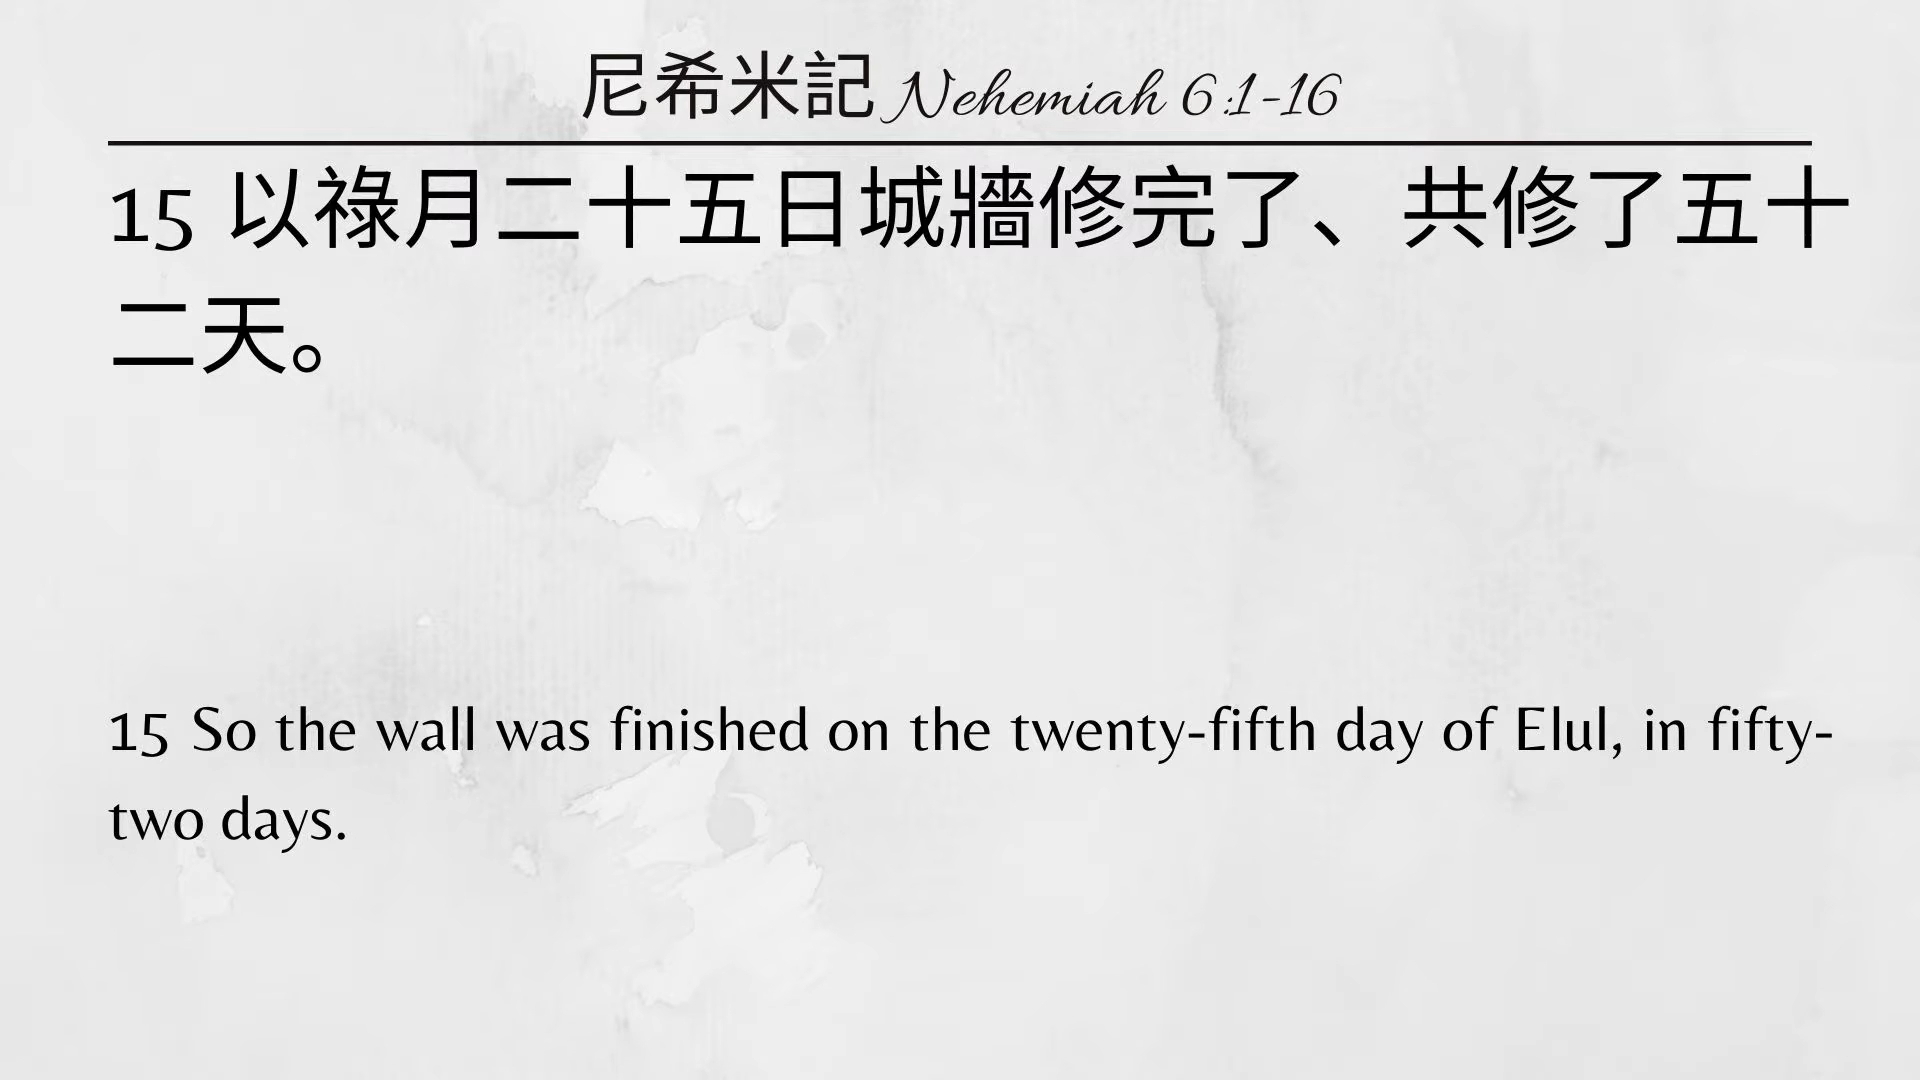 尼希米記 Nehemiah 6:1-16
15 以祿月二十五日城牆修完了、共修了五十
二天。
15 So the wall was finished on the twenty-fifth day of Elul, in fifty-
two days.